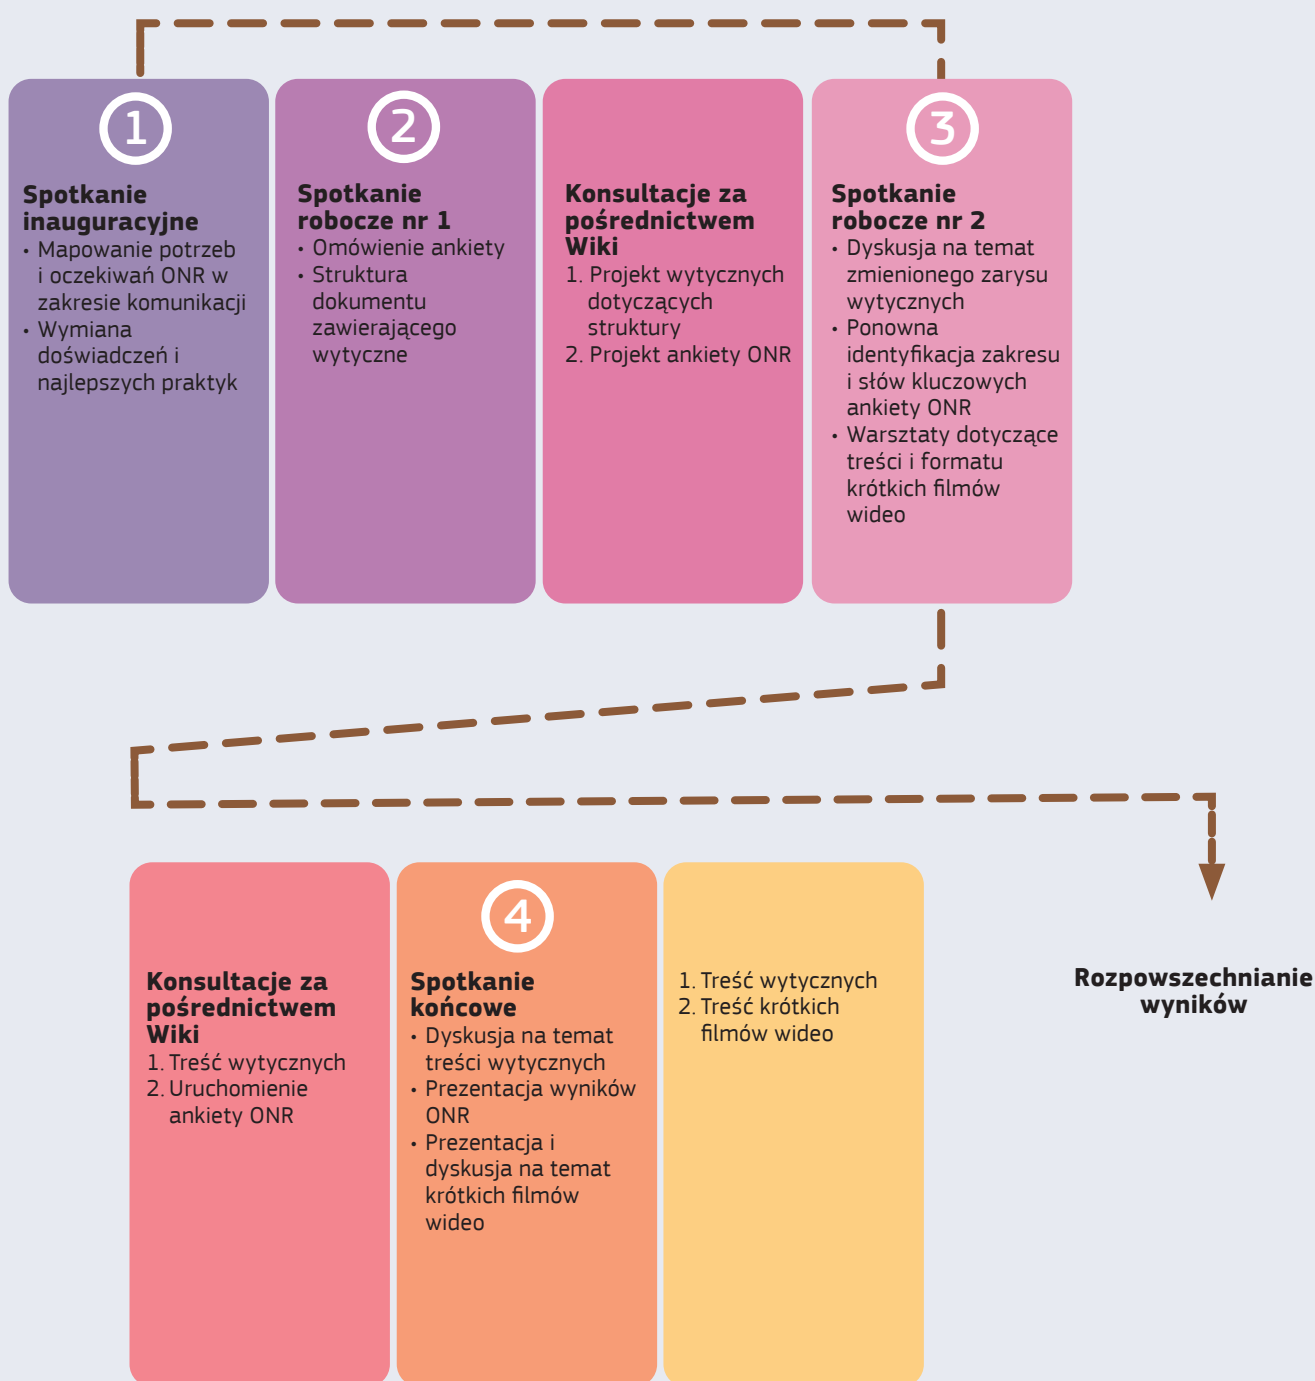 1
Spotkanie
inauguracyjne
• Mapowanie potrzeb
i oczekiwań ONR w
zakresie komunikacji
• Wymiana
doświadczeń i
najlepszych praktyk
2
Spotkanie
robocze nr 1
• Omówienie ankiety
• Struktura
dokumentu
zawierającego
wytyczne
Konsultacje za
pośrednictwem
Wiki
1. Projekt wytycznych
dotyczących
struktury
2. Projekt ankiety ONR
3
Spotkanie
robocze nr 2
• Dyskusja na temat
zmienionego zarysu
wytycznych
• Ponowna
identyfikacja zakresu
i słów kluczowych
ankiety ONR
• Warsztaty dotyczące
treści i formatu
krótkich filmów
wideo
Konsultacje za
pośrednictwem
Wiki
1. Treść wytycznych
2. Uruchomienie
ankiety ONR
4
Spotkanie
końcowe
• Dyskusja na temat
treści wytycznych
• Prezentacja wyników
ONR
• Prezentacja i
dyskusja na temat
krótkich filmów
wideo
1. Treść wytycznych
2. Treść krótkich
filmów wideo
Rozpowszechnianie
wyników